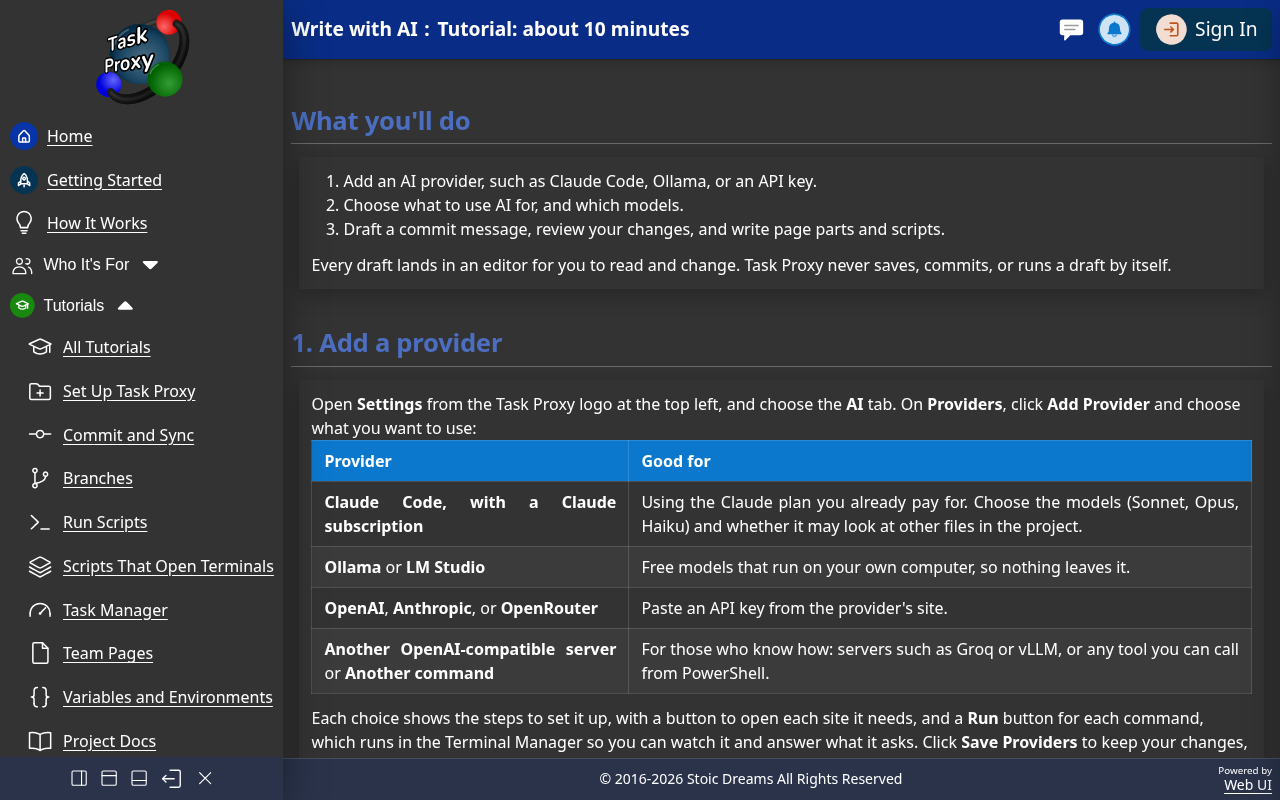 Task
Proxy
Write with AI : Tutorial: about 10 minutes
Sign In
Home
Getting Started
How It Works
Who It's For
Tutorials
All Tutorials
Set Up Task Proxy
Commit and Sync
Branches
Run Scripts
Scripts That Open Terminals
Task Manager
Team Pages
Variables and Environments
Project Docs
What you'll do
1. Add an AI provider, such as Claude Code, Ollama, or an API key.
2. Choose what to use AI for, and which models.
3. Draft a commit message, review your changes, and write page parts and scripts.
Every draft lands in an editor for you to read and change. Task Proxy never saves, commits, or runs a draft by itself.
1. Add a provider
Open Settings from the Task Proxy logo at the top left, and choose the AI tab. On Providers, click Add Provider and choose
what you want to use:
Provider
Good for
Claude Code, with a Claude
subscription
Using the Claude plan you already pay for. Choose the models (Sonnet, Opus,
Haiku) and whether it may look at other files in the project.
Ollama or LM Studio
Free models that run on your own computer, so nothing leaves it.
OpenAI, Anthropic, or OpenRouter
Paste an API key from the provider's site.
Another OpenAI-compatible server
or Another command
For those who know how: servers such as Groq or vLLM, or any tool you can call
from PowerShell.
Each choice shows the steps to set it up, with a button to open each site it needs, and a Run button for each command,
which runs in the Terminal Manager so you can watch it and answer what it asks. Click Save Providers to keep your changes,
© 2016-2026 Stoic Dreams All Rights Reserved
Powered by
Web UI